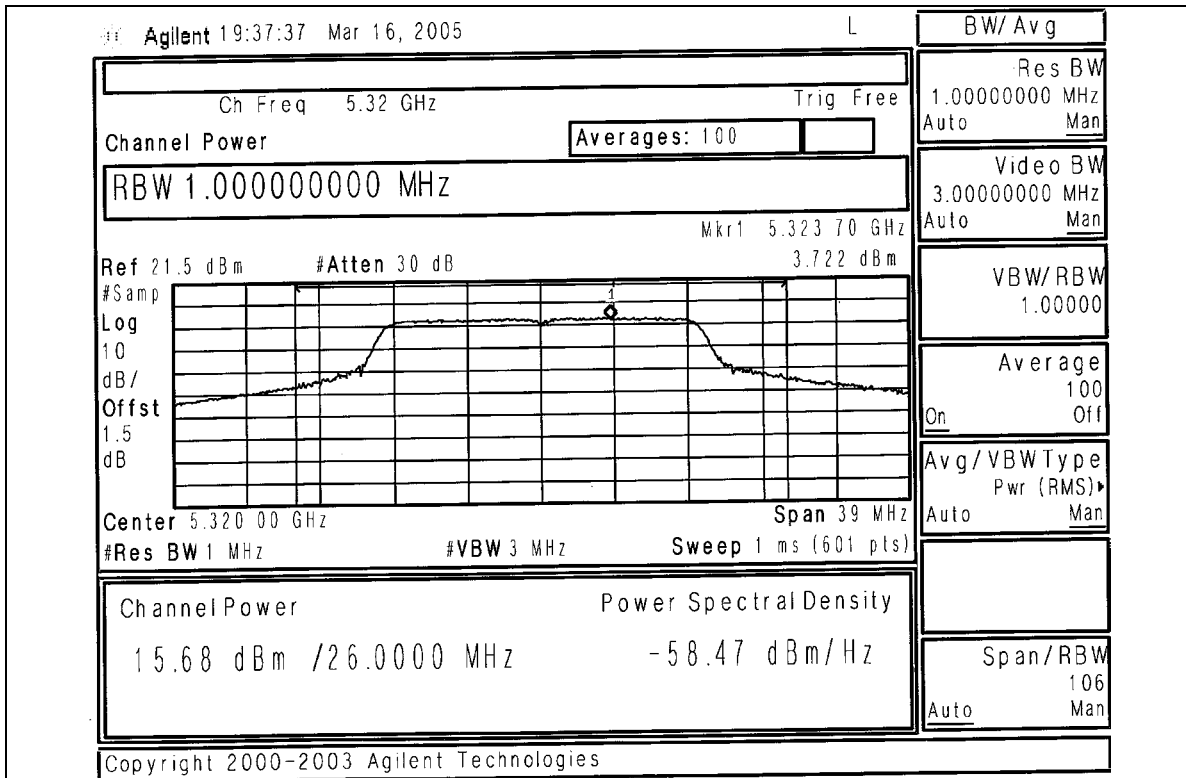 Agilent 19:37:37 Mar 16, 2005 L
Ch Freq 5.32 GHz Trig Free
Channel Power Averages: 100
RBW 1.000000000 MHz
Mkr1 5.323 70 GHz
Ref 21.5 dBm #Atten 30 dB 3.722 dBm
#Samp
Log
10
dB/
Offst
1.5
dB
1
Center 5.320 00 GHz Span 39 MHz
#Res BW 1 MHz #VBW 3 MHz Sweep 1 ms (601 pts)
Channel Power Power Spectral Density
15.68 dBm /26.0000 MHz -58.47 dBm/Hz
Copyright 2000-2003 Agilent Technologies
BW/Avg
Res BW
1.00000000 MHz
Auto Man
Video BW
3.00000000 MHz
Auto Man
VBW/RBW
1.00000
Average
100
On Off
Avg/VBW Type
Pwr (RMS)
Auto Man
Span/RBW
106
Auto Man